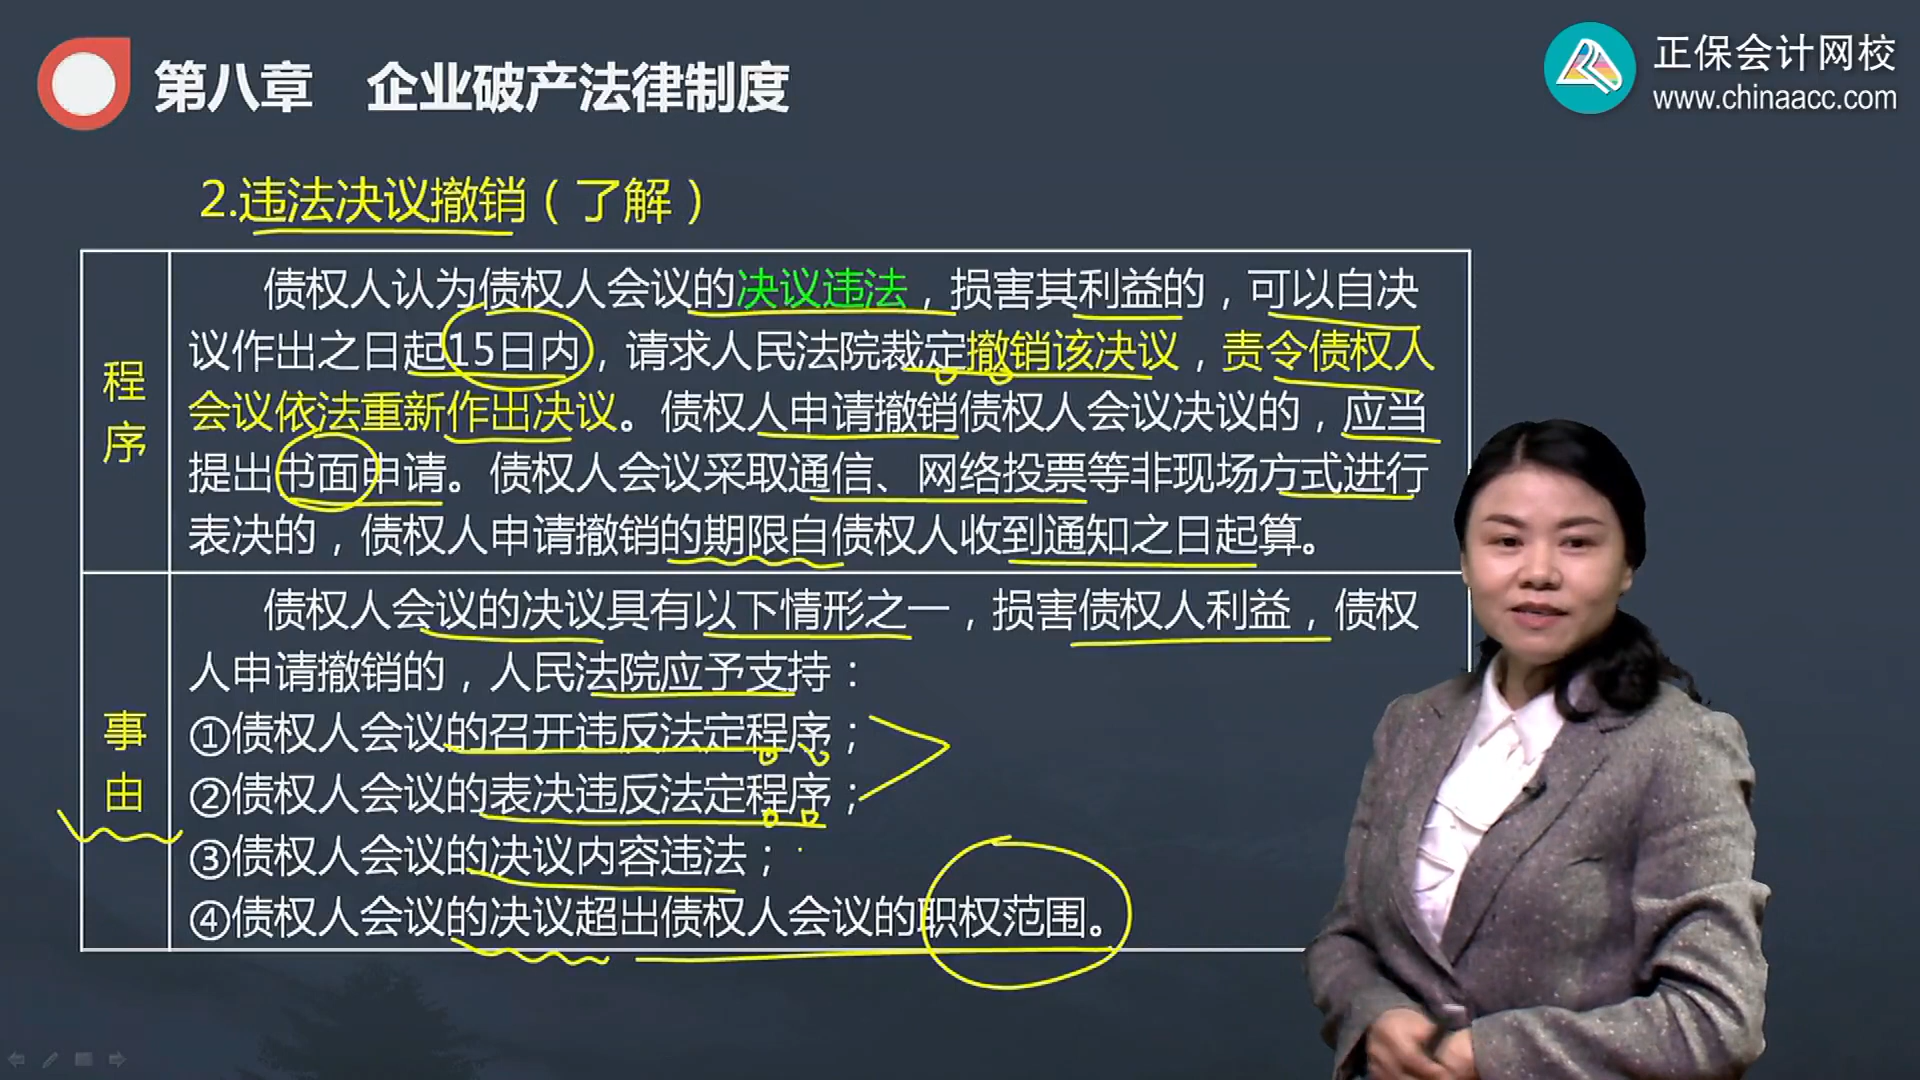 第八章 企业破产法律制度
正保会计网校
www.chinaacc.com
2.违法决议撤销（了解）
程序
债权人认为债权人会议的决议违法，损害其利益的，可以自决
议作出之日起15日内，请求人民法院裁定撤销该决议，责令债权人
会议依法重新作出决议。债权人申请撤销债权人会议决议的，应当
提出书面申请。债权人会议采取通信、网络投票等非现场方式进行
表决的，债权人申请撤销的期限自债权人收到通知之日起算。
事由
债权人会议的决议具有以下情形之一，损害债权人利益，债权
人申请撤销的，人民法院应予支持：
①债权人会议的召开违反法定程序；
②债权人会议的表决违反法定程序；
③债权人会议的决议内容违法；
④债权人会议的决议超出债权人会议的职权范围。